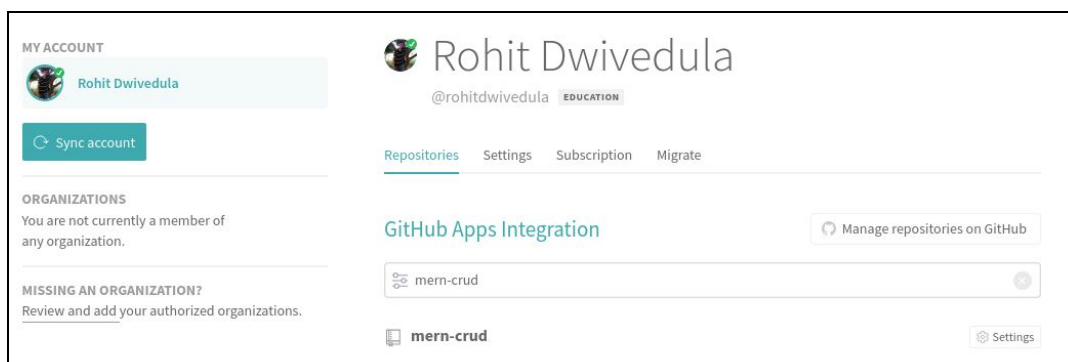 MY ACCOUNT
Rohit Dwivedula
Sync account
ORGANIZATIONS
You are not currently a member of
any organization.
MISSING AN ORGANIZATION?
Review and add your authorized organizations.
Rohit Dwivedula
@rohitdwivedula EDUCATION
Repositories Settings Subscription Migrate
GitHub Apps Integration Manage repositories on GitHub
mern-crud
mern-crud Settings